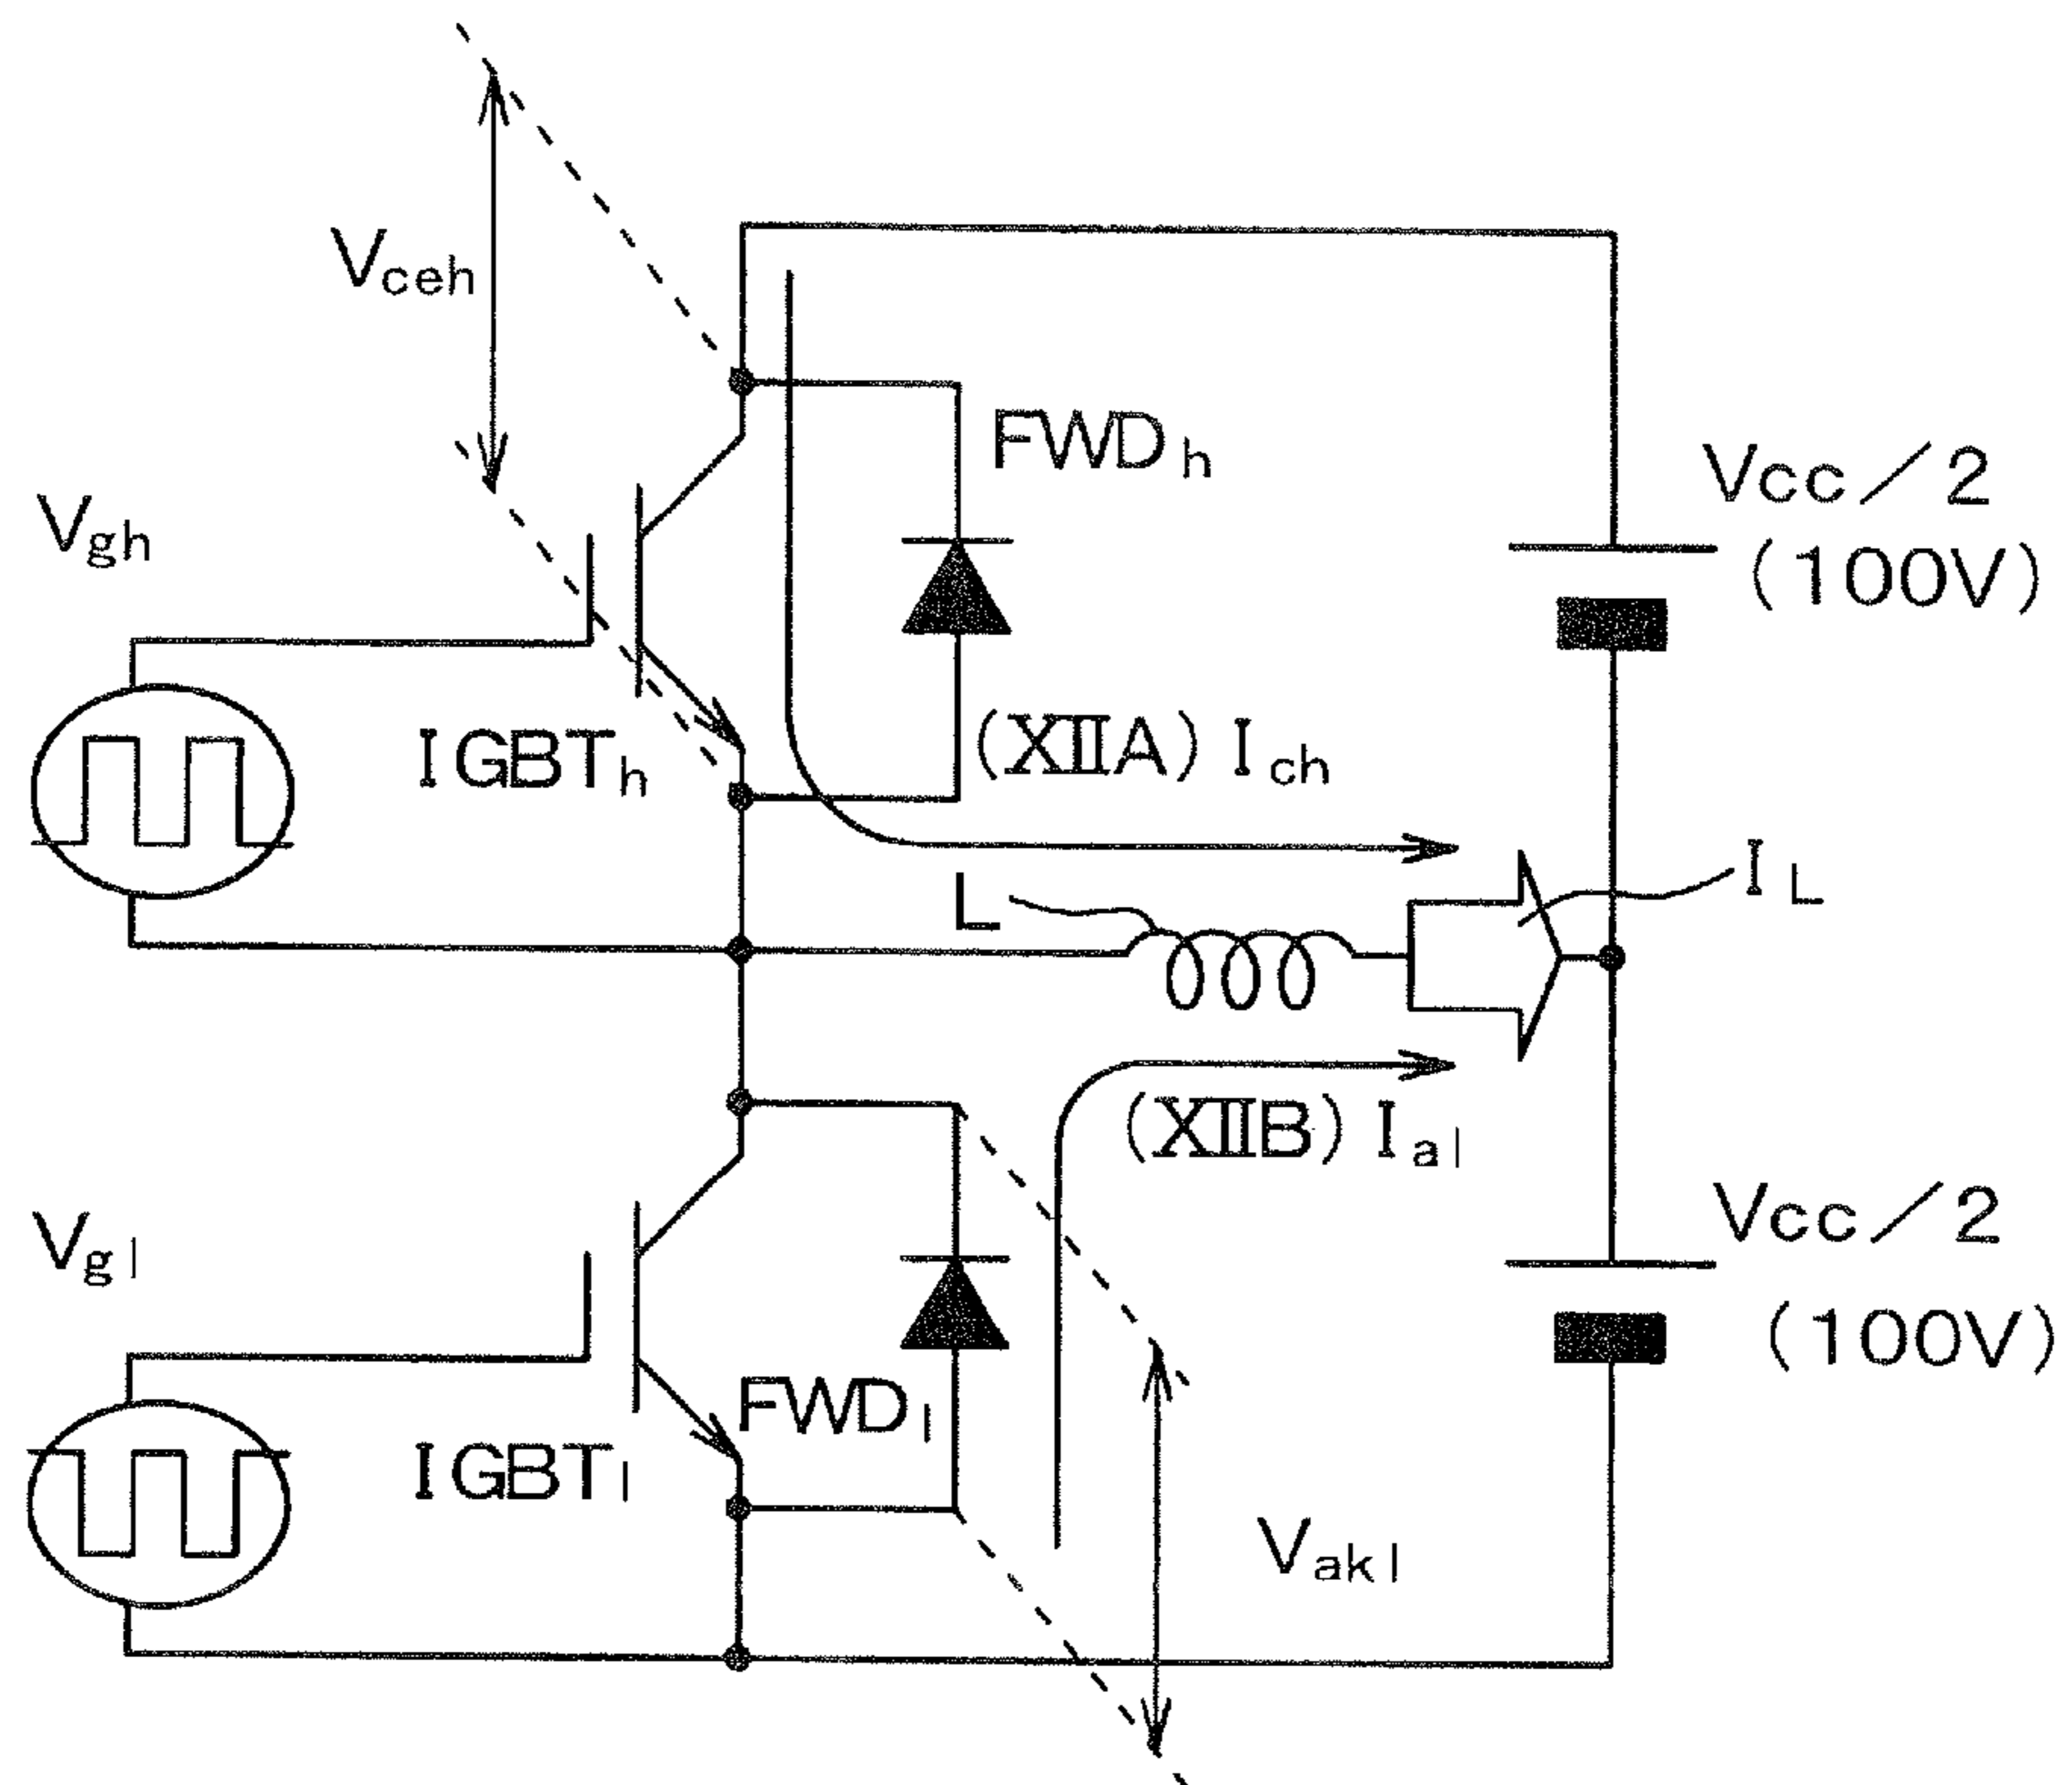 Vceh
FWDh
Vcc/2
(100V)
Vgh
IGBTh
(XⅡA) Ich
L
IL
(XⅡB) Ial
Vcc/2
(100V)
Vgl
FWDl
IGBTl
Vakl